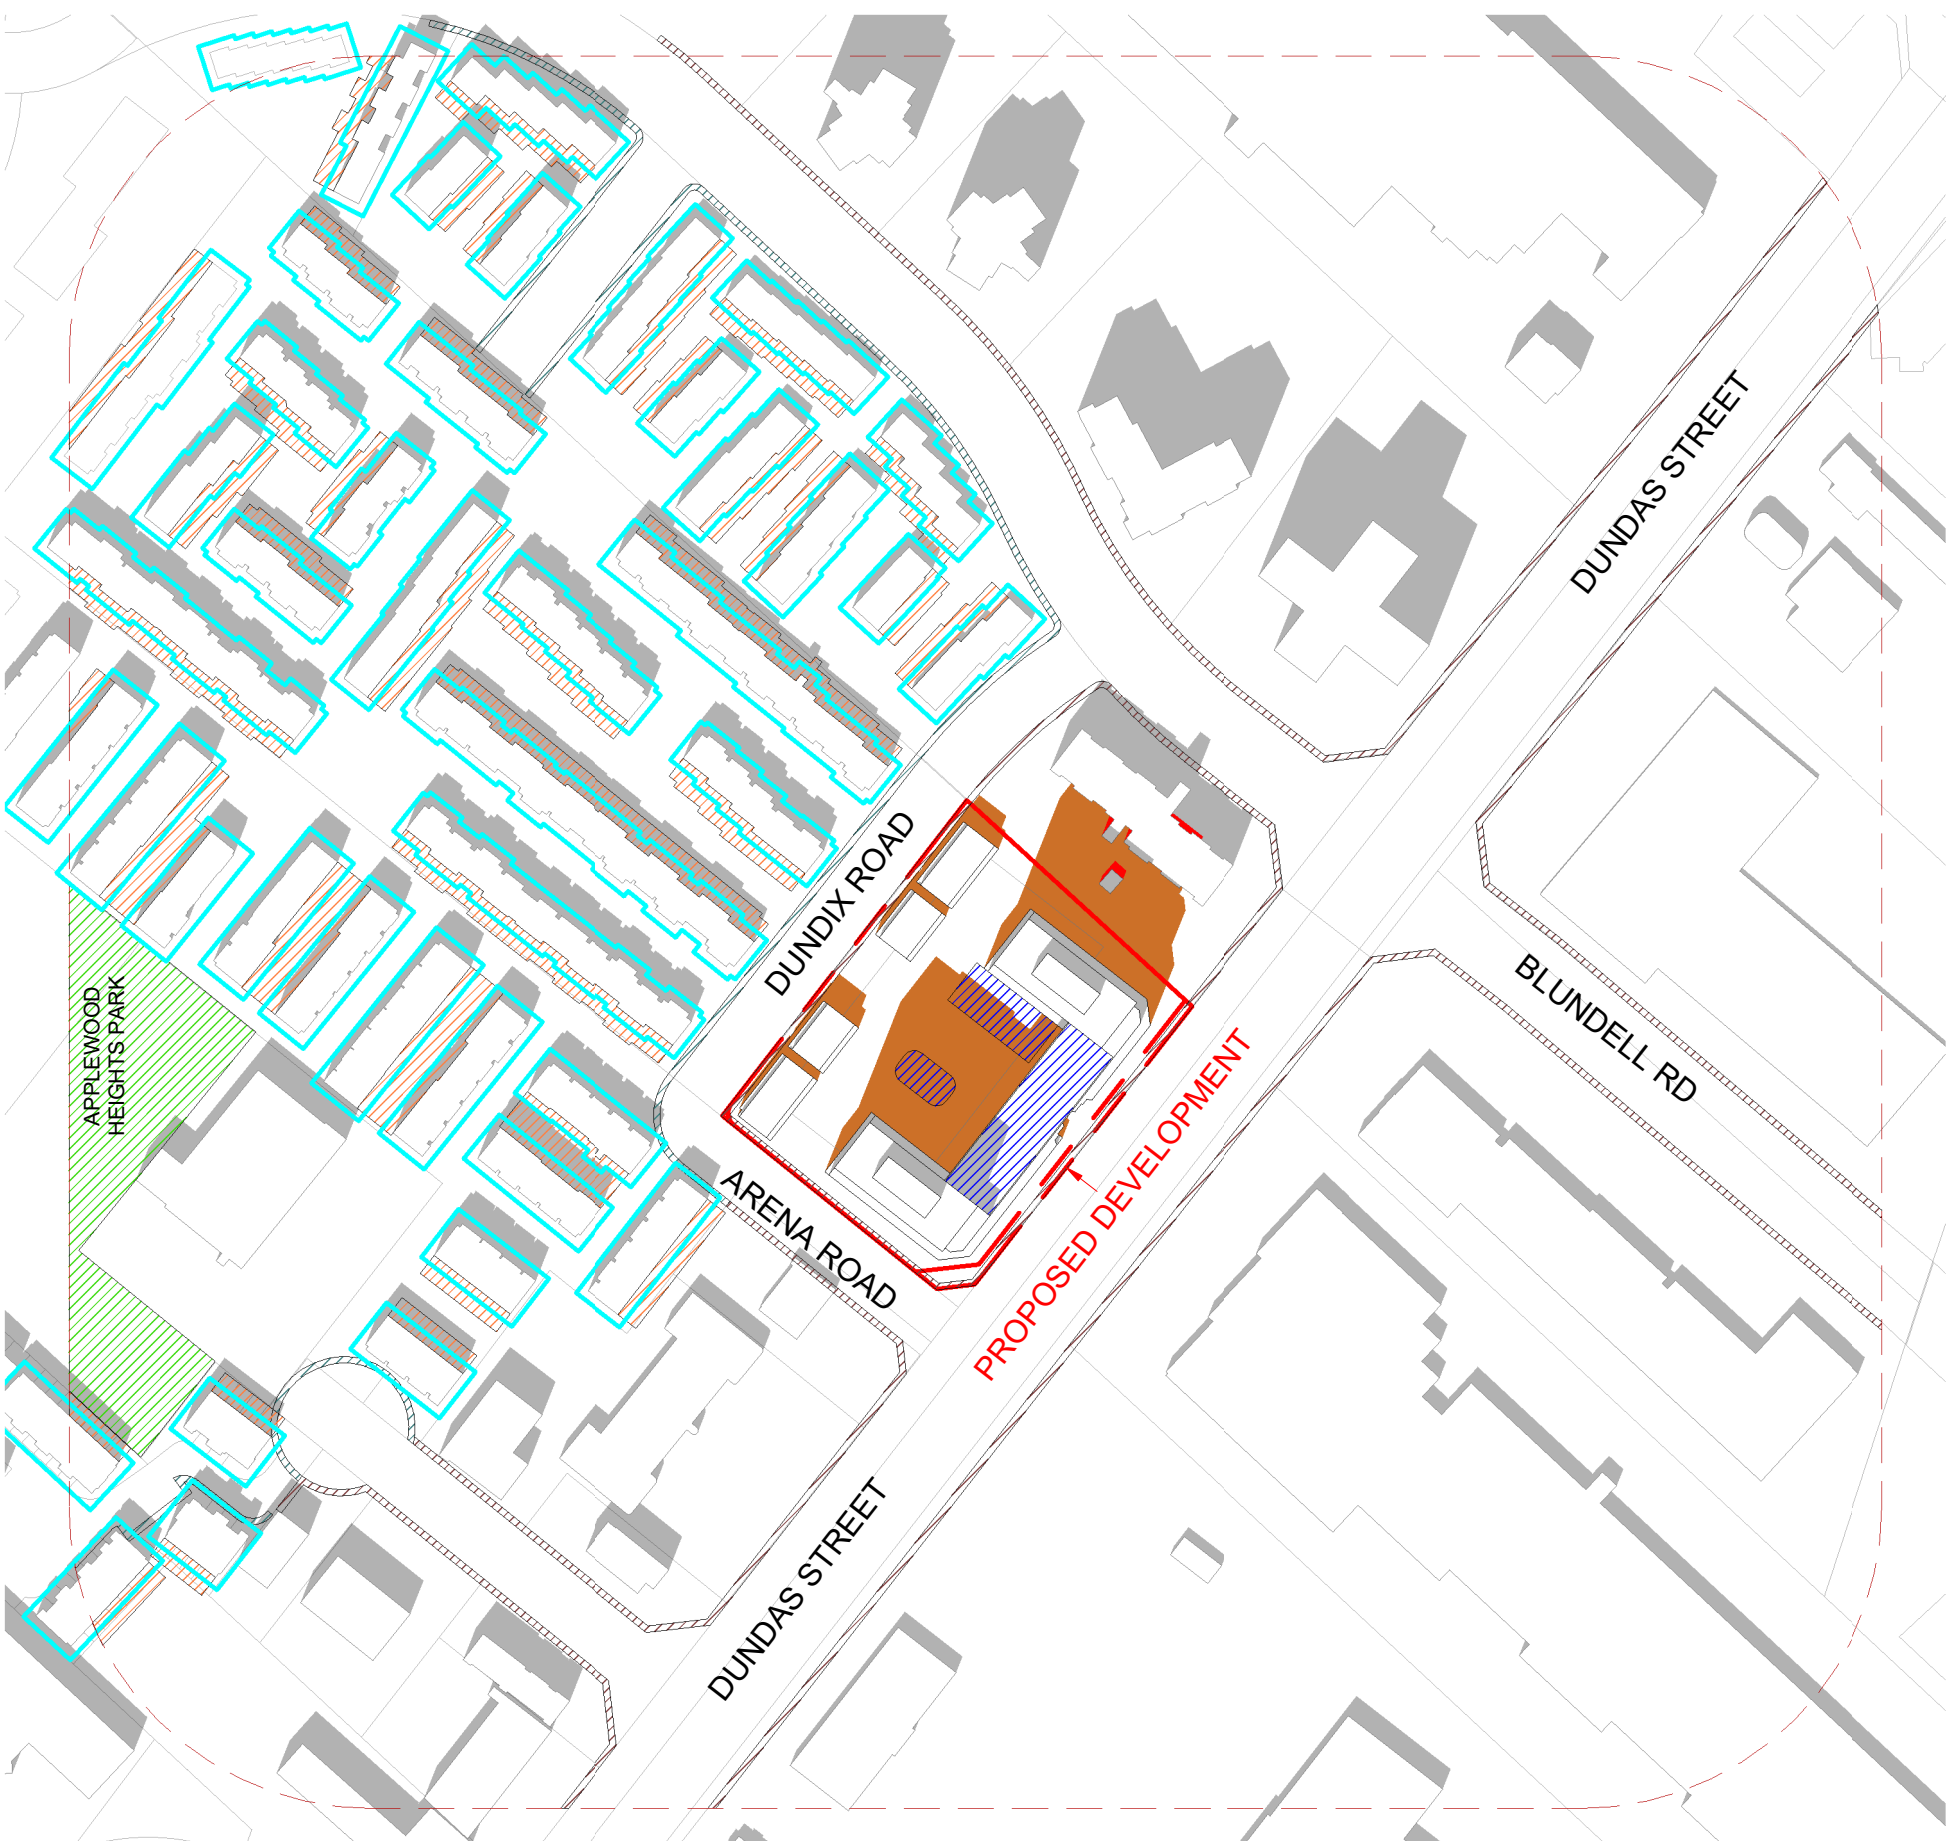 DUNDAS STREET
DUNDIX ROAD
BLUNDELL RD
APPLEWOOD
HEIGHTS PARK
ARENA ROAD
PROPOSED DEVELOPMENT
DUNDAS STREET